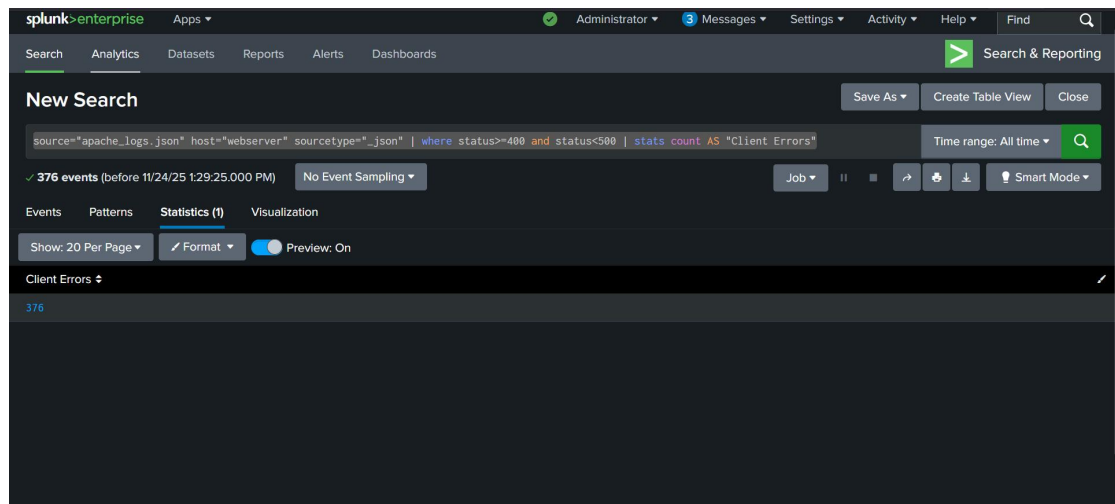 splunk>enterprise Apps Administrator 3 Messages Settings Activity Help Find
Search Analytics Datasets Reports Alerts Dashboards Search & Reporting
New Search Save As Create Table View Close
source="apache_logs.json" host="webserver" sourcetype="_json" | where status>=400 and status<500 | stats count AS "Client Errors" Time range: All time
✓ 376 events (before 11/24/25 1:29:25.000 PM) No Event Sampling Job Smart Mode
Events Patterns Statistics (1) Visualization
Show: 20 Per Page Format Preview: On
Client Errors
376